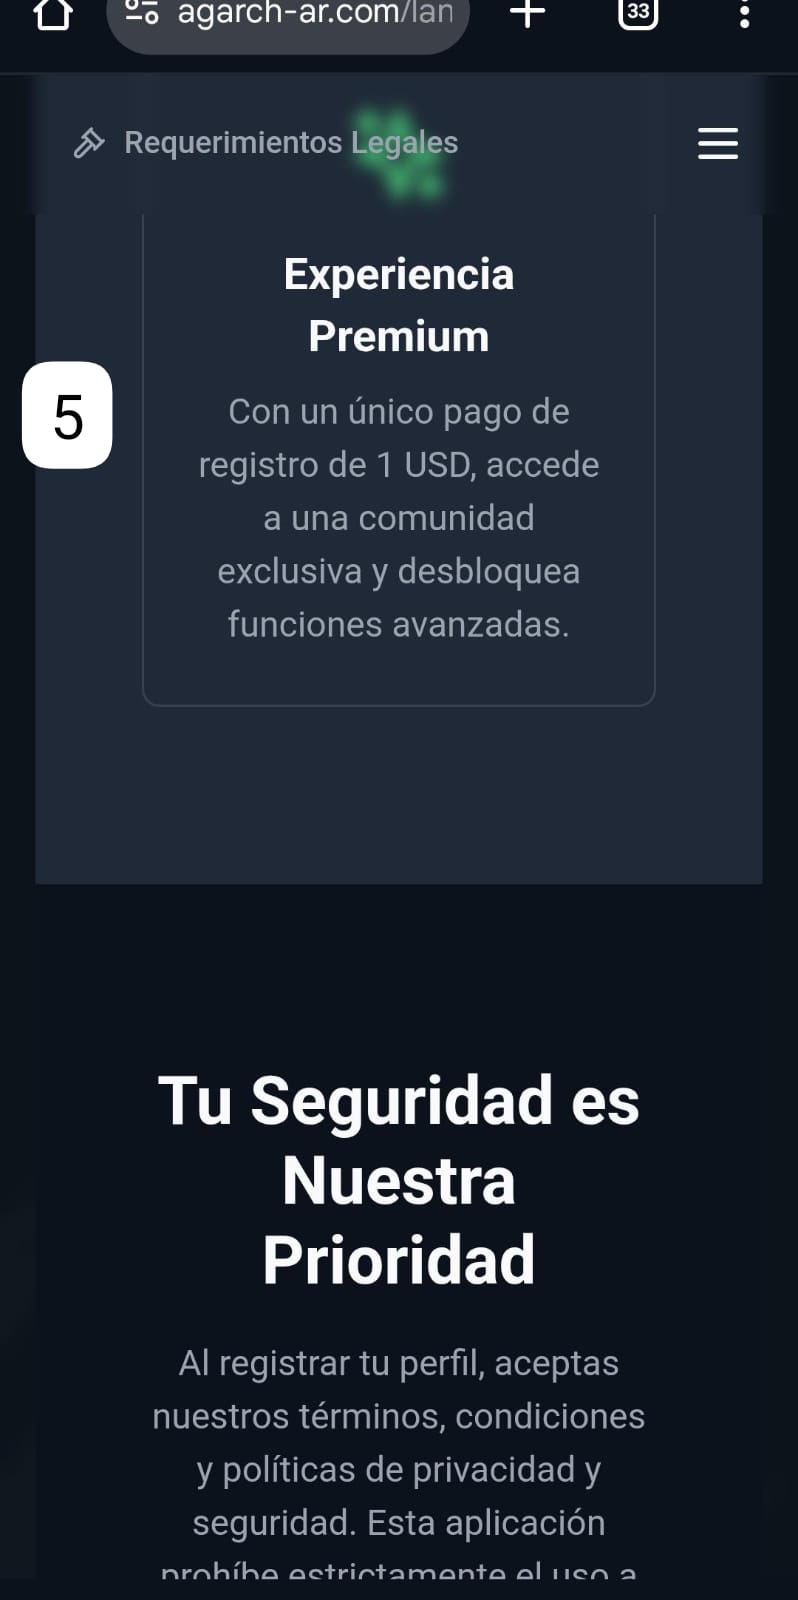 agarch-ar.com/lan
33
Requerimientos Legales
Experiencia
Premium
5
Con un único pago de
registro de 1 USD, accede
a una comunidad
exclusiva y desbloquea
funciones avanzadas.
Tu Seguridad es
Nuestra
Prioridad
Al registrar tu perfil, aceptas
nuestros términos, condiciones
y políticas de privacidad y
seguridad. Esta aplicación
prohíbe estrictamente el uso a